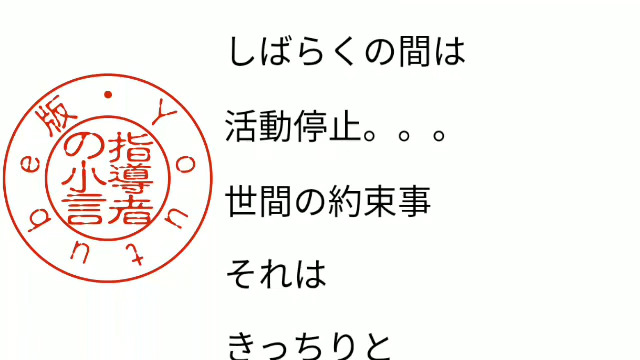 Youtube版・
指導者
の小言
しばらくの間は
活動停止。。。
世間の約束事
それは
きっちりと